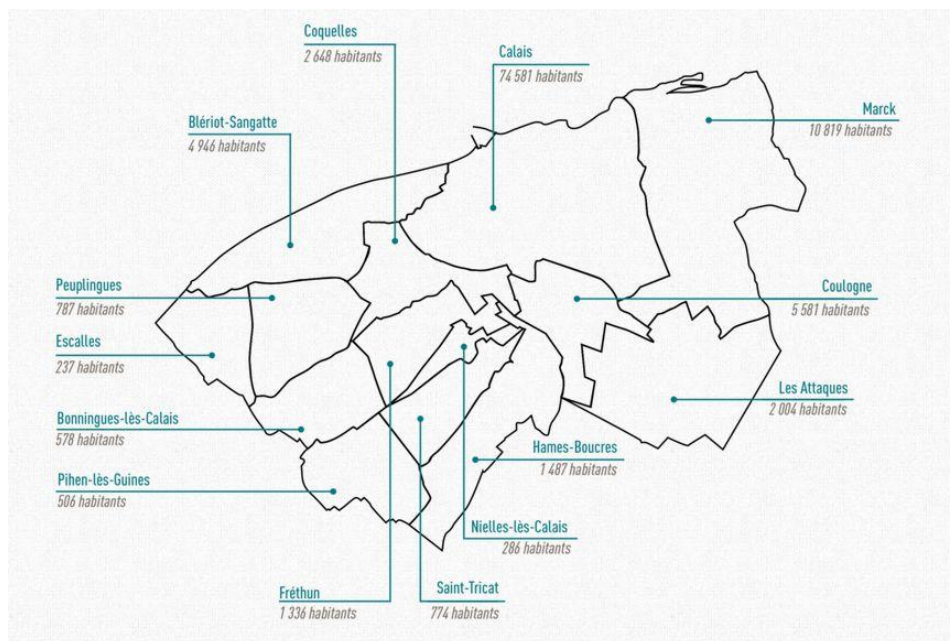 Coquelles
2 648 habitants
Calais
74 581 habitants
Marck
10 819 habitants
Blériot-Sangatte
4 946 habitants
Peuplingues
787 habitants
Coulogne
5 581 habitants
Escalles
237 habitants
Les Attaques
2 004 habitants
Bonningues-lès-Calais
578 habitants
Hames-Boucres
1 487 habitants
Pihen-lès-Guines
506 habitants
Nielles-lès-Calais
286 habitants
Fréthun
1 336 habitants
Saint-Tricat
774 habitants